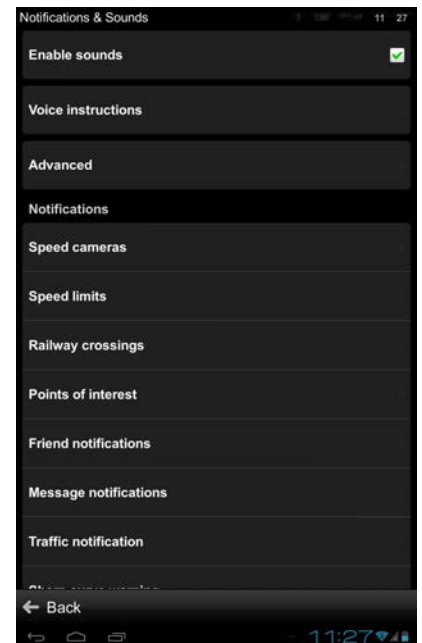 Notifications & Sounds 11 27
Enable sounds
Voice instructions
Advanced
Notifications
Speed cameras
Speed limits
Railway crossings
Points of interest
Friend notifications
Message notifications
Traffic notification
Back
11:27